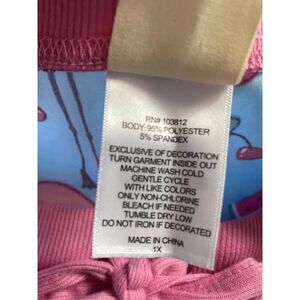 RN# 103812
BODY: 95% POLYESTER
5% SPANDEX
EXCLUSIVE OF DECORATION
TURN GARMENT INSIDE OUT
MACHINE WASH COLD
GENTLE CYCLE
WITH LIKE COLORS
ONLY NON-CHLORINE
BLEACH IF NEEDED
TUMBLE DRY LOW
DO NOT IRON IF DECORATED
MADE IN CHINA
1X